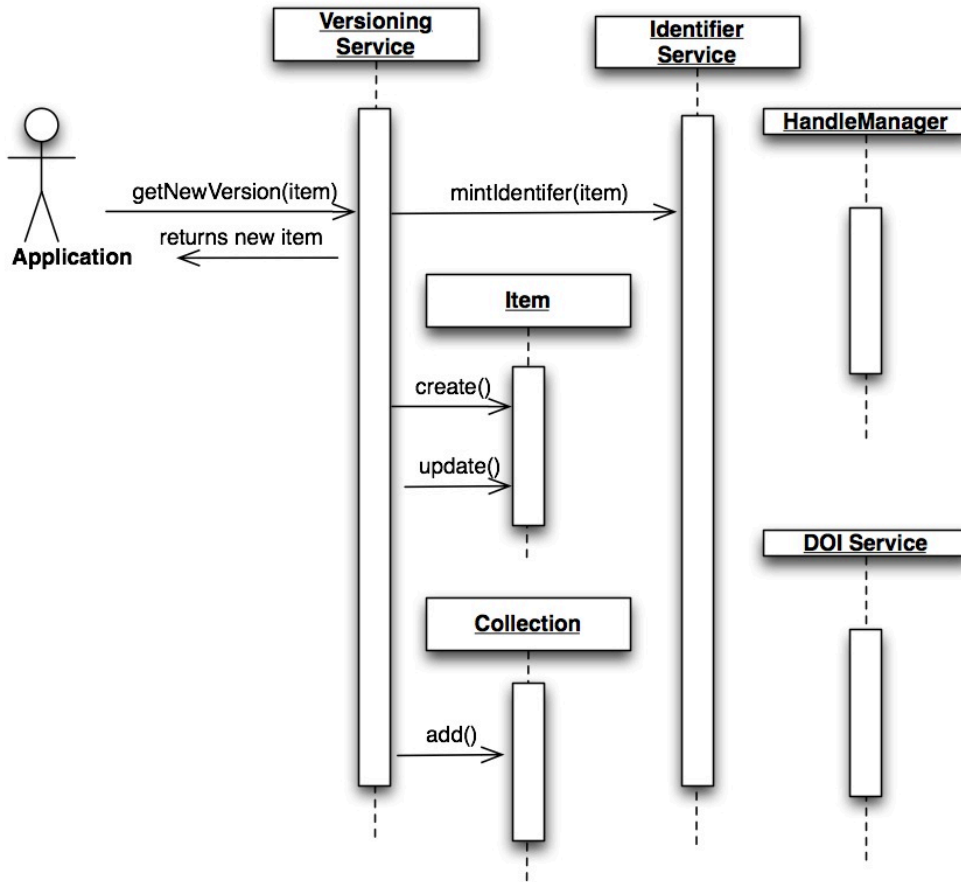 Versioning
Service
Identifier
Service
HandleManager
getNewVersion(item)
mintIdentifer(item)
returns new item
Application
Item
create()
update()
DOI Service
Collection
add()